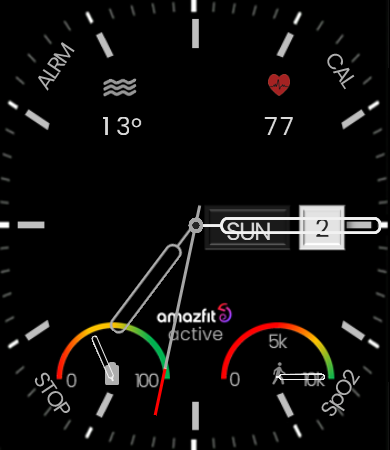 ALRM
CAL
13°
77
SUN 2
amazfit
active
0 100
5k
0 10k
STOP
SpO2